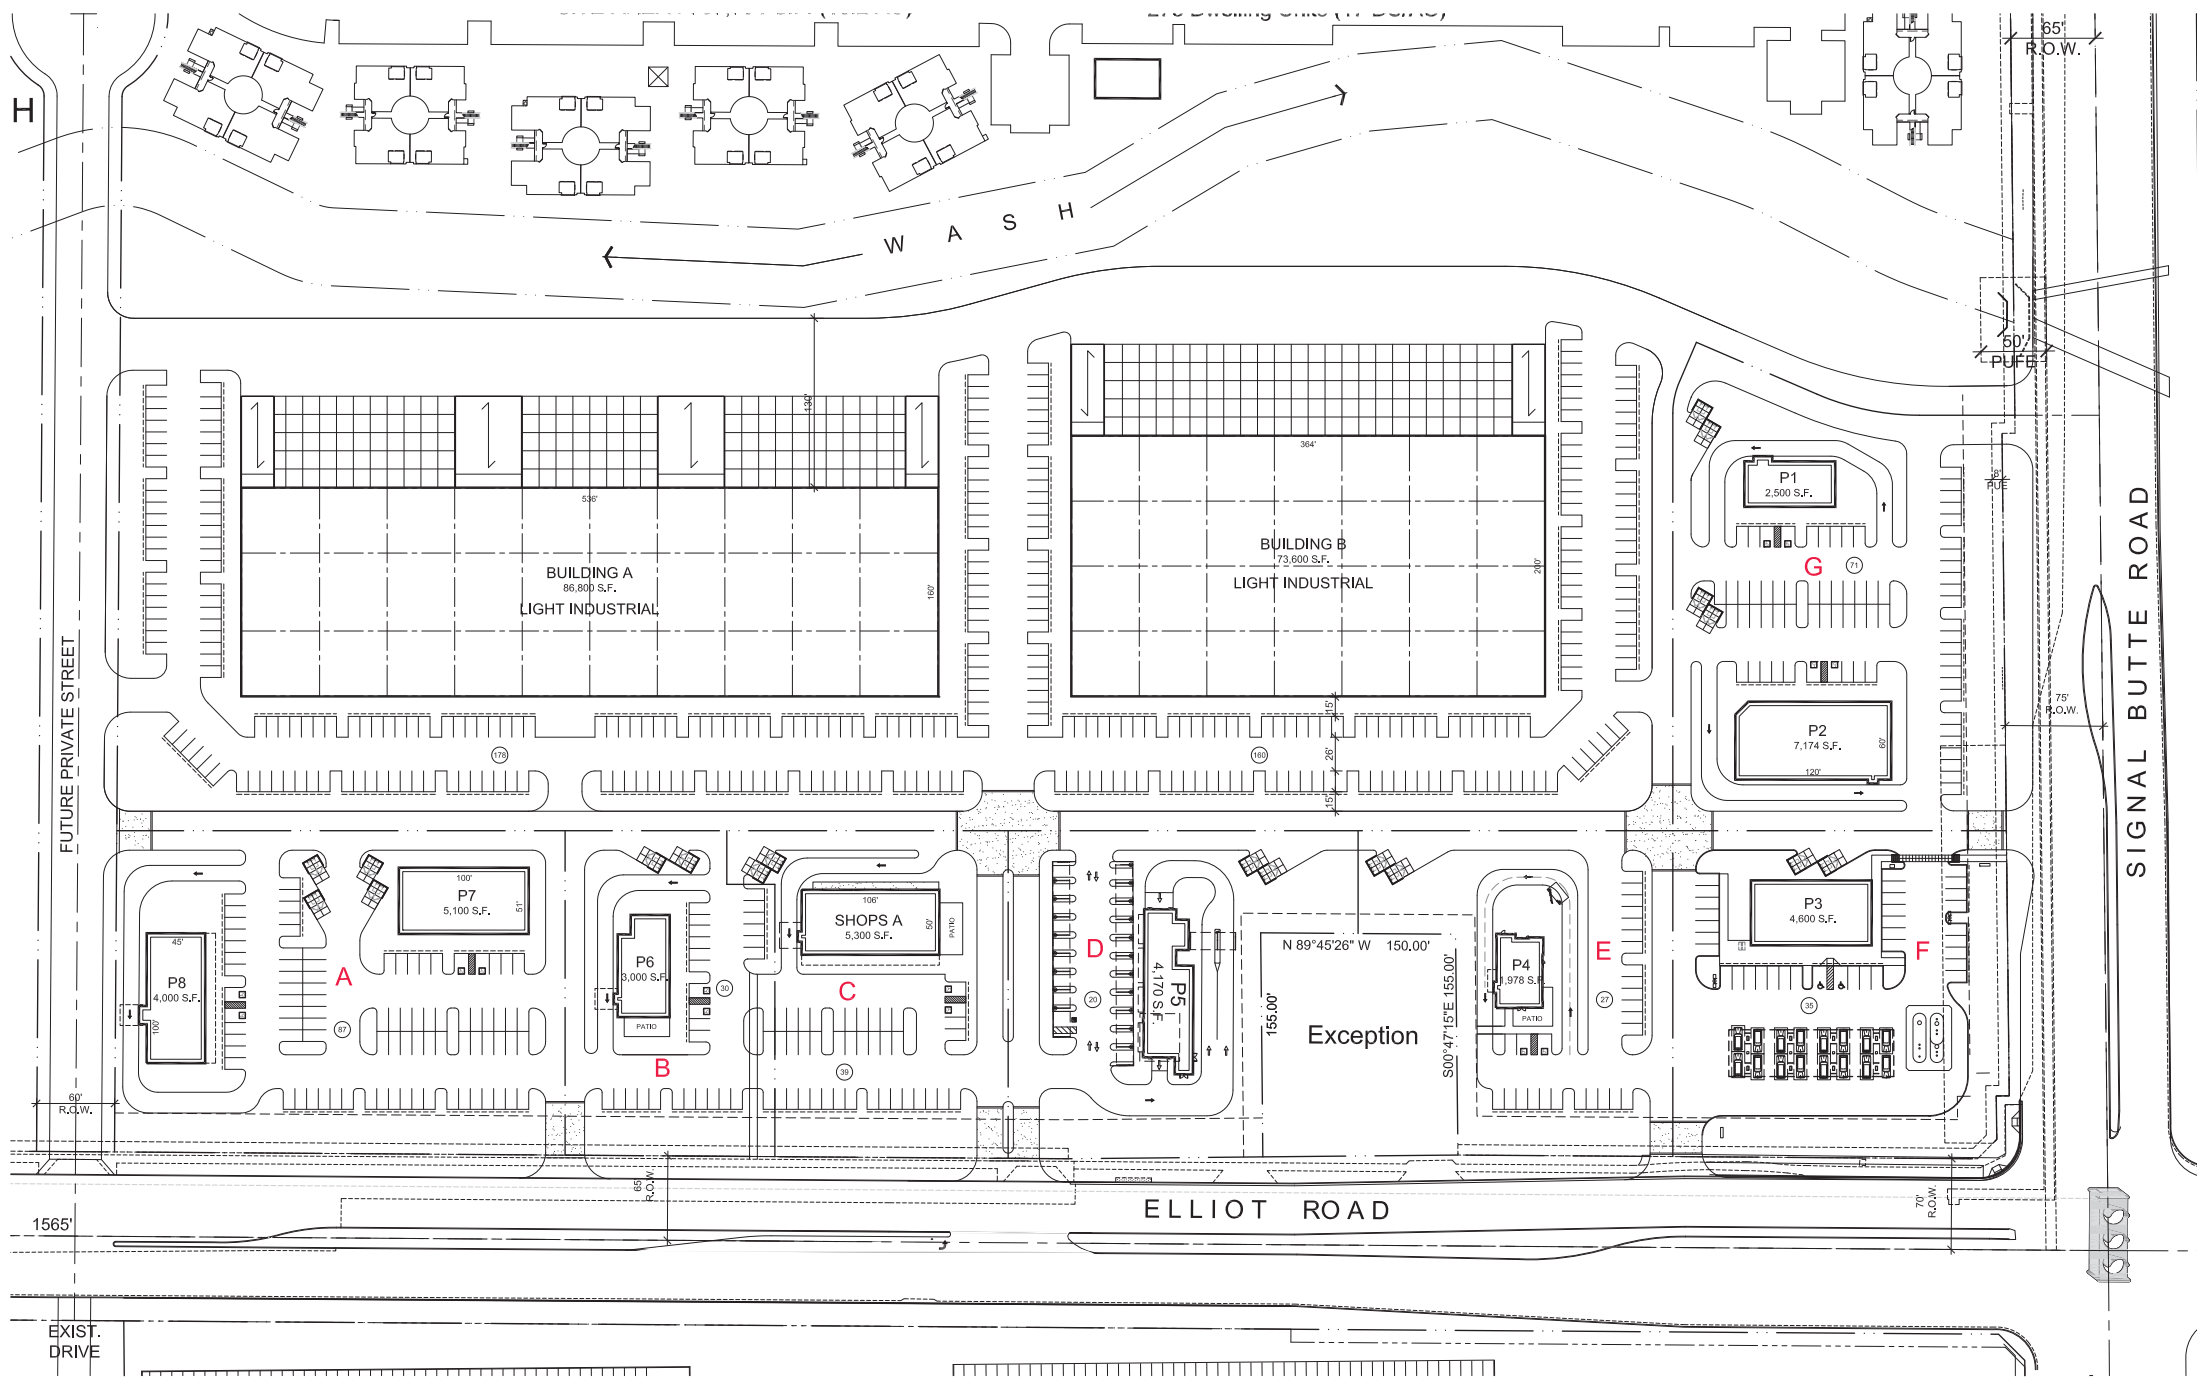 65'
R.O.W.
H
W A S H
50'
PUFE
130'
536'
364'
BUILDING A
86,800 S.F.
LIGHT INDUSTRIAL
160'
BUILDING B
73,600 S.F.
LIGHT INDUSTRIAL
200'
P1
2,500 S.F.
8'
PUE
G
71
P2
7,174 S.F.
60'
120'
75'
R.O.W.
SIGNAL BUTTE ROAD
FUTURE PRIVATE STREET
178
160
15'
26'
15'
P7
100'
5,100 S.F.
51'
P8
45'
4,000 S.F.
100'
A
87
P6
3,000 S.F.
PATIO
30
B
106'
SHOPS A
5,300 S.F.
50'
PATIO
C
39
D
20
P5
4,170 S.F.
N 89°45'26" W 150.00'
155.00'
S00°47'15"E 155.00'
Exception
P4
1,978 S.F.
PATIO
E
27
P3
4,600 S.F.
F
35
60'
R.O.W.
65'
R.O.W.
70'
R.O.W.
ELLIOT ROAD
1565'
EXIST.
DRIVE